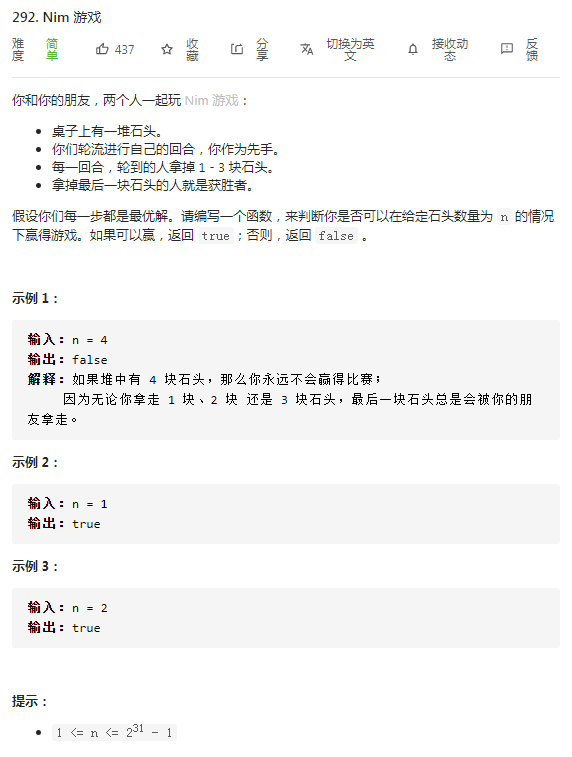 292. Nim 游戏
难度 简单 437 收藏 分享 切换为英文 接收动态 反馈
你和你的朋友，两个人一起玩 Nim 游戏：
桌子上有一堆石头。
你们轮流进行自己的回合，你作为先手。
每一回合，轮到的人拿掉 1 - 3 块石头。
拿掉最后一块石头的人就是获胜者。
假设你们每一步都是最优解。请编写一个函数，来判断你是否可以在给定石头数量为 n 的情况
下赢得游戏。如果可以赢，返回 true；否则，返回 false 。
示例 1：
输入：n = 4
输出：false
解释：如果堆中有 4 块石头，那么你永远不会赢得比赛；
因为无论你拿走 1 块、2 块 还是 3 块石头，最后一块石头总是会被你的朋
友拿走。
示例 2：
输入：n = 1
输出：true
示例 3：
输入：n = 2
输出：true
提示：
1 <= n <= 2³¹ - 1